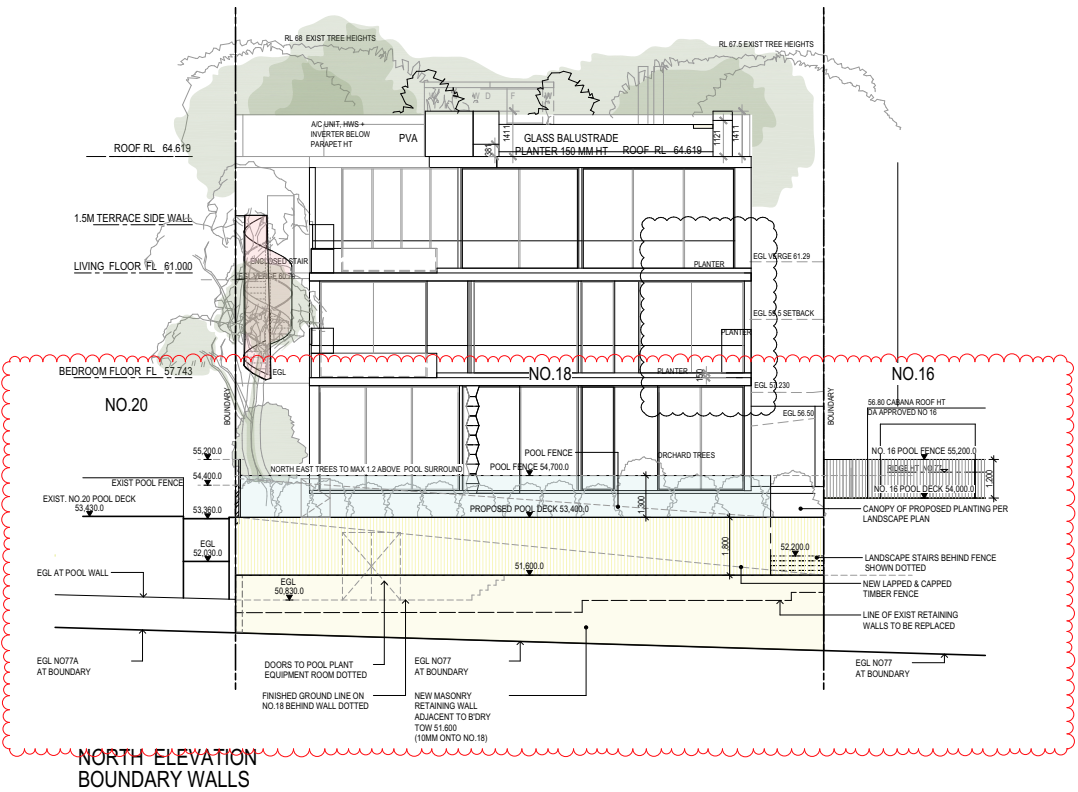 RL 68 EXIST TREE HEIGHTS
RL 67.5 EXIST TREE HEIGHTS
W D F W
A/C UNIT, HWS +
INVERTER BELOW
PARAPET HT
PVA
1411
381
GLASS BALUSTRADE
PLANTER 150 MM HT
ROOF RL 64.619
1121
1411
ROOF RL 64.619
1.5M TERRACE SIDE WALL
LIVING FLOOR FL 61.000
ENCLOSED STAIR
EGL VERGE
PLANTER
EGL VERGE 61.29
EGL 59.5 SETBACK
PLANTER
BEDROOM FLOOR FL 57.743
EGL
NO.18
PLANTER
150
EGL 57.230
NO.16
NO.20
BOUNDARY
BOUNDARY
EGL 56.50
56.80 CABANA ROOF HT
DA APPROVED NO 16
55,200.0
54,400.0
EXIST POOL FENCE
EXIST. NO.20 POOL DECK
53,430.0
53,360.0
EGL
52,030.0
EGL AT POOL WALL
NORTH EAST TREES TO MAX 1.2 ABOVE POOL SURROUND
POOL FENCE
POOL FENCE 54,700.0
ORCHARD TREES
PROPOSED POOL DECK 53,400.0
1,300
NO. 16 POOL FENCE 55,200.0
RIDGE HT NO.77
NO. 16 POOL DECK 54,000.0
1,200
CANOPY OF PROPOSED PLANTING PER
LANDSCAPE PLAN
1,800
52,200.0
51,600.0
EGL
50,830.0
LANDSCAPE STAIRS BEHIND FENCE
SHOWN DOTTED
NEW LAPPED & CAPPED
TIMBER FENCE
LINE OF EXIST RETAINING
WALLS TO BE REPLACED
EGL NO77A
AT BOUNDARY
DOORS TO POOL PLANT
EQUIPMENT ROOM DOTTED
EGL NO77
AT BOUNDARY
EGL NO77
AT BOUNDARY
FINISHED GROUND LINE ON
NO.18 BEHIND WALL DOTTED
NEW MASONRY
RETAINING WALL
ADJACENT TO B'DRY
TOW 51.600
(10MM ONTO NO.18)
NORTH ELEVATION
BOUNDARY WALLS